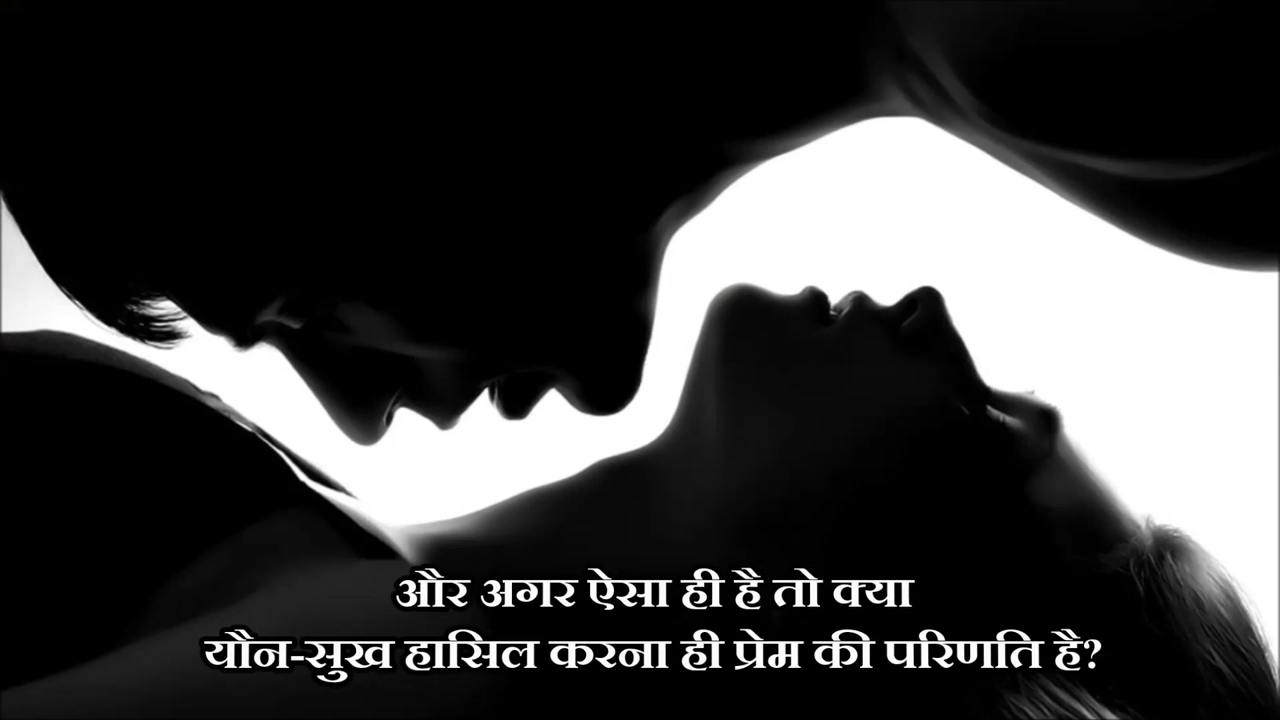 और अगर ऐसा ही है तो क्या
यौन-सुख हासिल करना ही प्रेम की परिणति है?